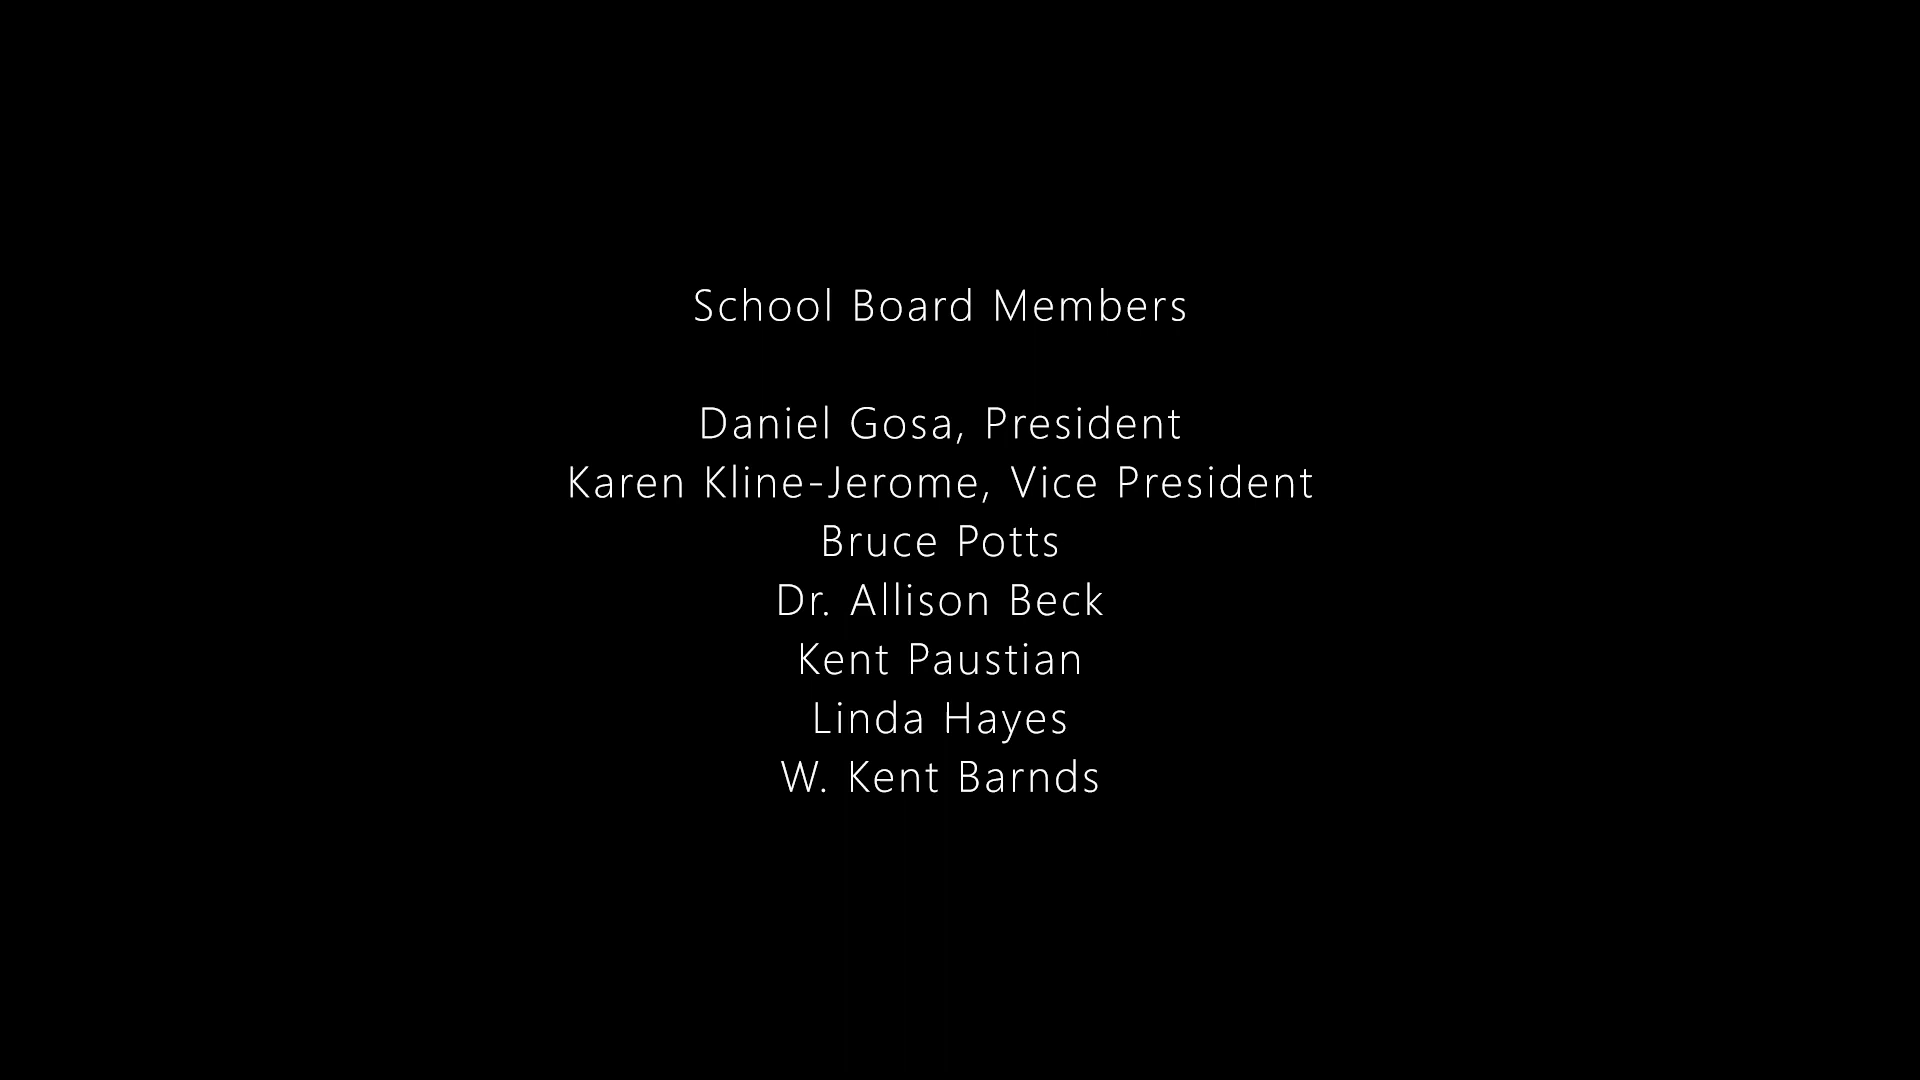 School Board Members
Daniel Gosa, President
Karen Kline-Jerome, Vice President
Bruce Potts
Dr. Allison Beck
Kent Paustian
Linda Hayes
W. Kent Barnds